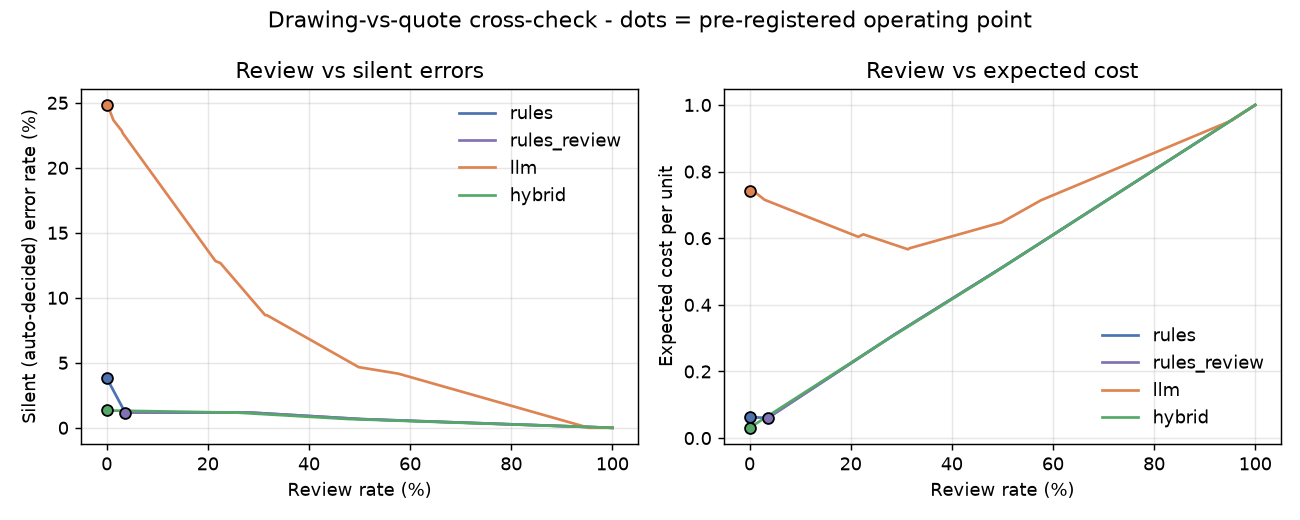 Drawing-vs-quote cross-check - dots = pre-registered operating point
Review vs silent errors
Silent (auto-decided) error rate (%)
25
20
15
10
5
0
rules
rules_review
llm
hybrid
0 20 40 60 80 100
Review rate (%)
Review vs expected cost
Expected cost per unit
1.0
0.8
0.6
0.4
0.2
0.0
rules
rules_review
llm
hybrid
0 20 40 60 80 100
Review rate (%)